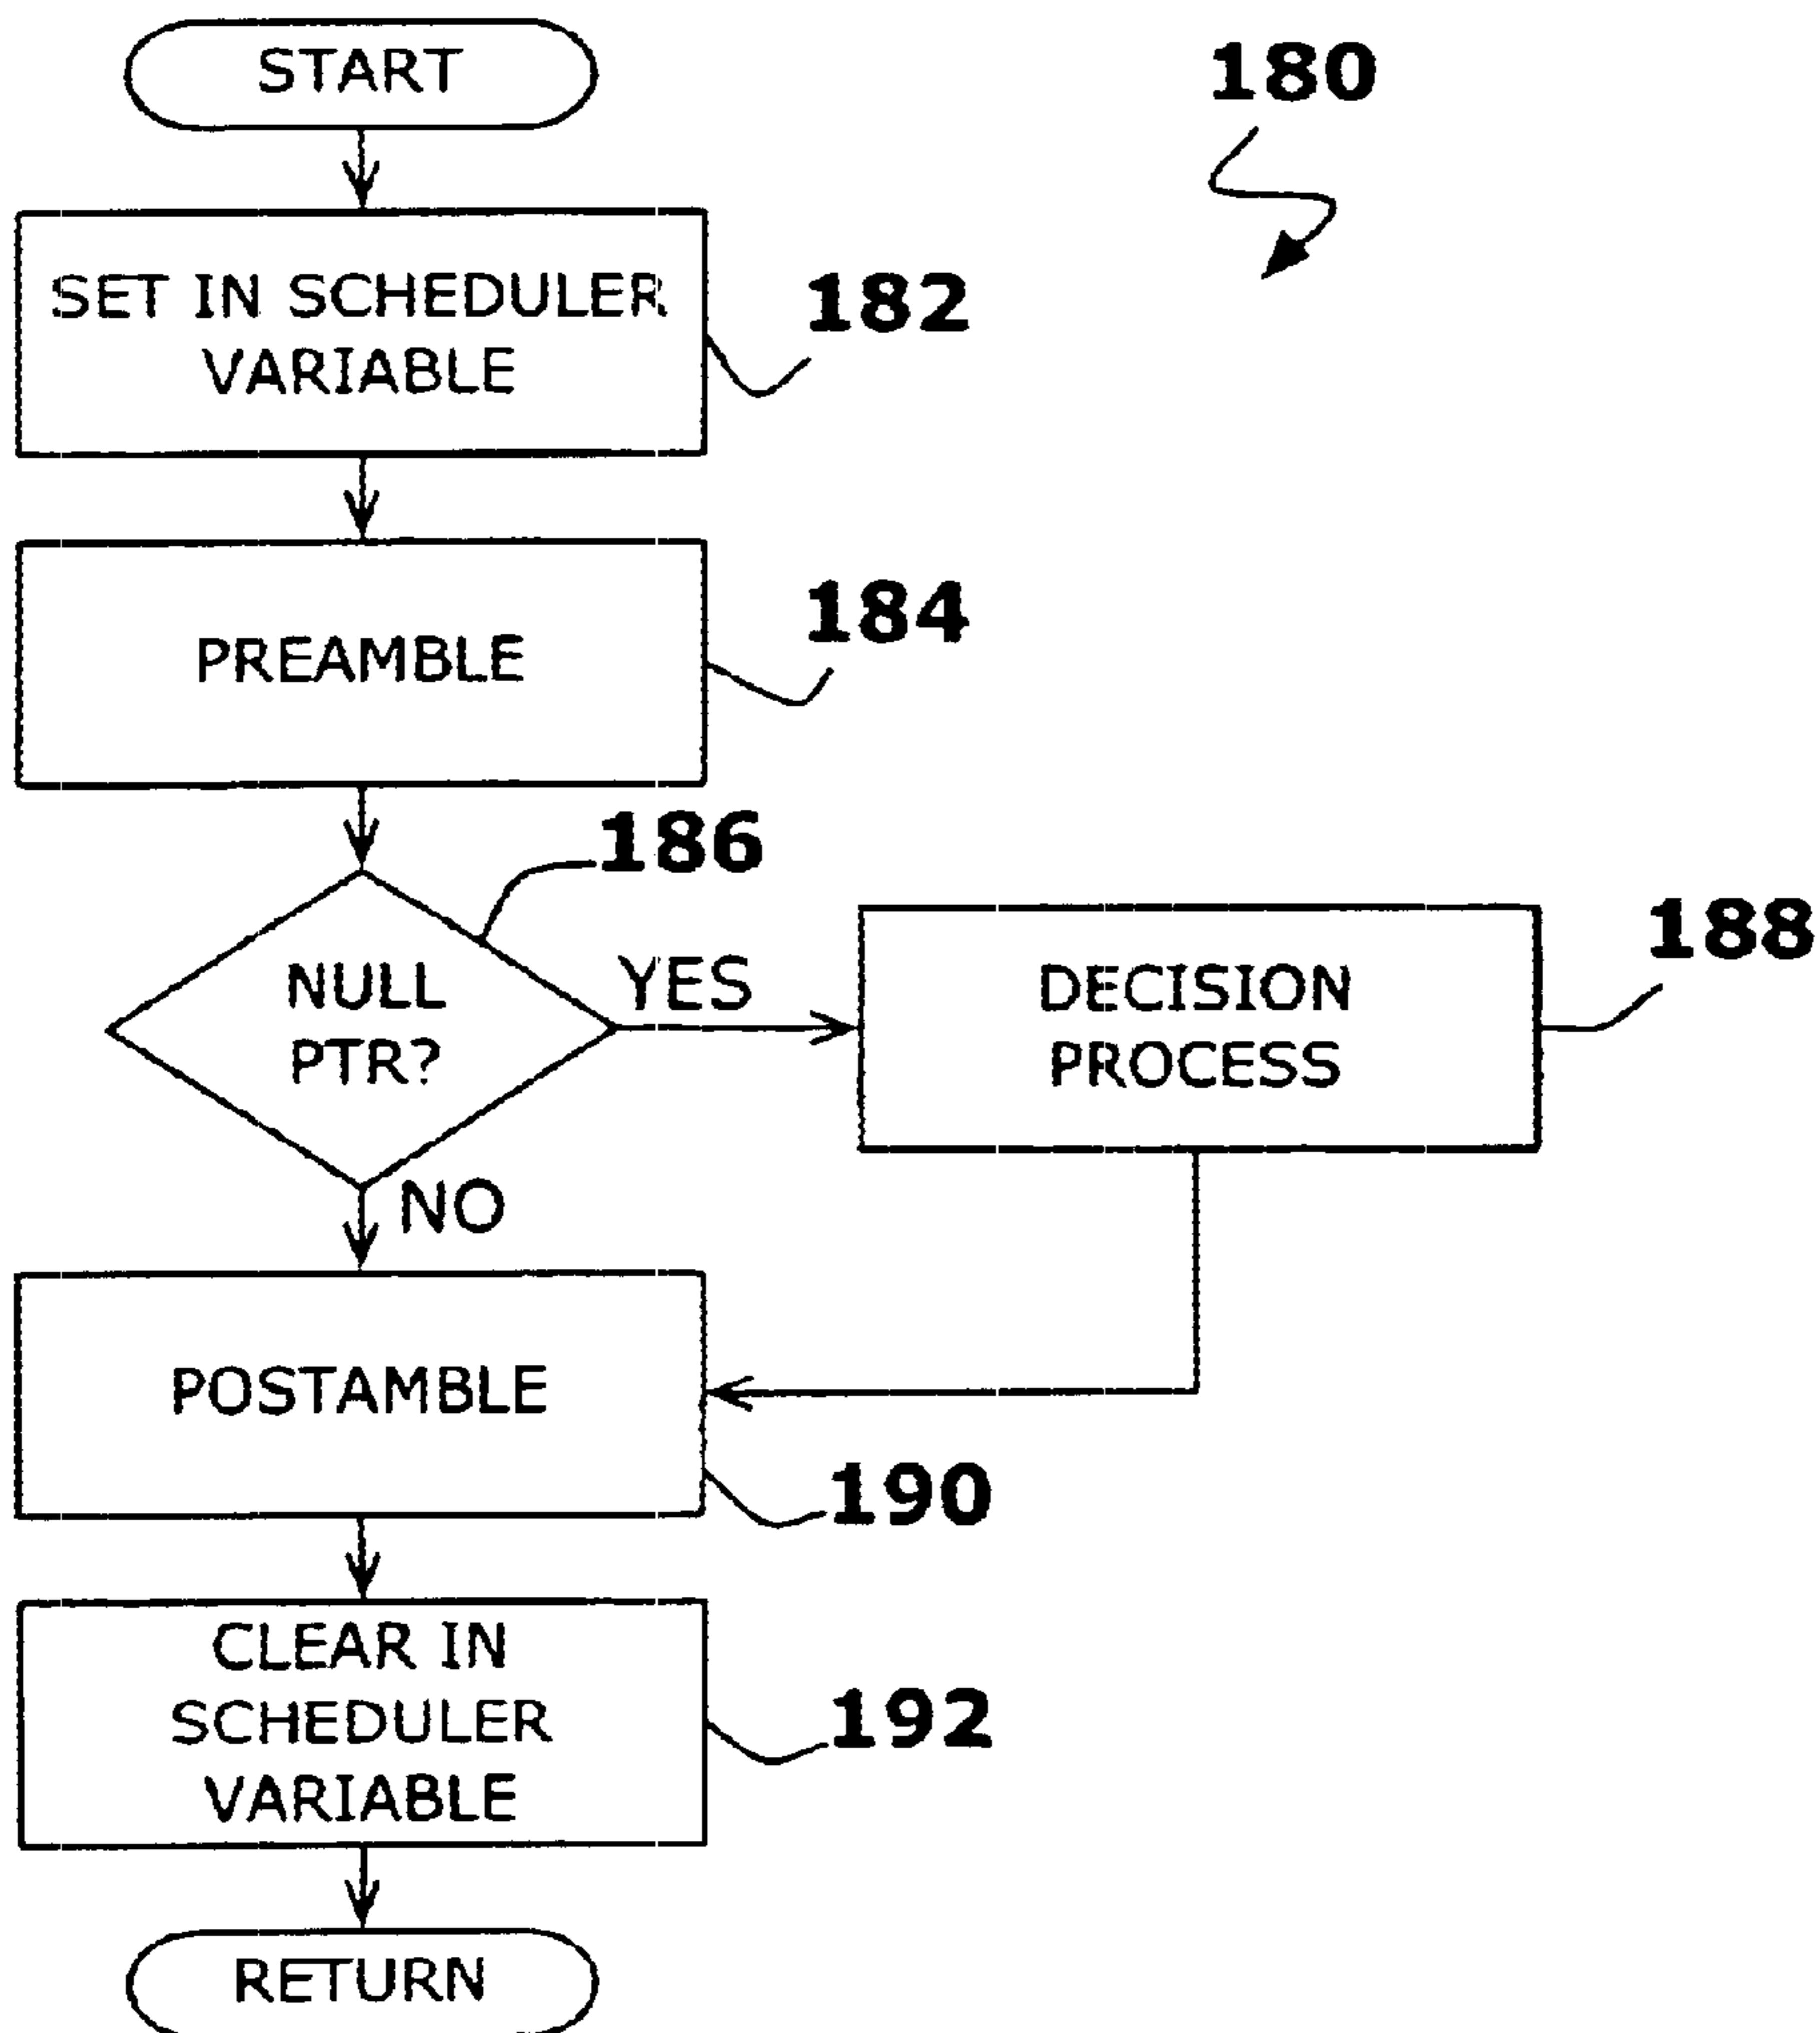 START
180
SET IN SCHEDULER
VARIABLE
182
PREAMBLE
184
186
NULL
PTR?
YES
DECISION
PROCESS
188
NO
POSTAMBLE
190
CLEAR IN
SCHEDULER
VARIABLE
192
RETURN